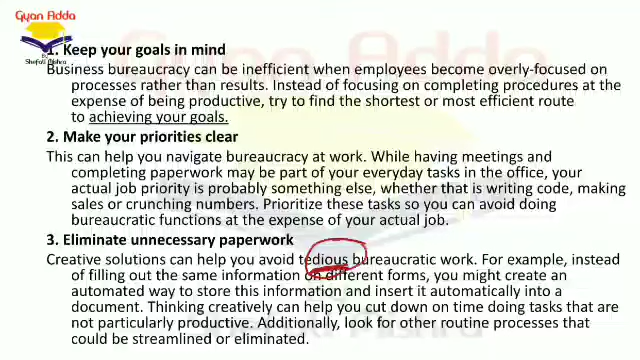 Gyan Adda
By
Shefali Mishra
1. Keep your goals in mind
Business bureaucracy can be inefficient when employees become overly-focused on
processes rather than results. Instead of focusing on completing procedures at the
expense of being productive, try to find the shortest or most efficient route
to achieving your goals.
2. Make your priorities clear
This can help you navigate bureaucracy at work. While having meetings and
completing paperwork may be part of your everyday tasks in the office, your
actual job priority is probably something else, whether that is writing code, making
sales or crunching numbers. Prioritize these tasks so you can avoid doing
bureaucratic functions at the expense of your actual job.
3. Eliminate unnecessary paperwork
Creative solutions can help you avoid tedious bureaucratic work. For example, instead
of filling out the same information on different forms, you might create an
automated way to store this information and insert it automatically into a
document. Thinking creatively can help you cut down on time doing tasks that are
not particularly productive. Additionally, look for other routine processes that
could be streamlined or eliminated.